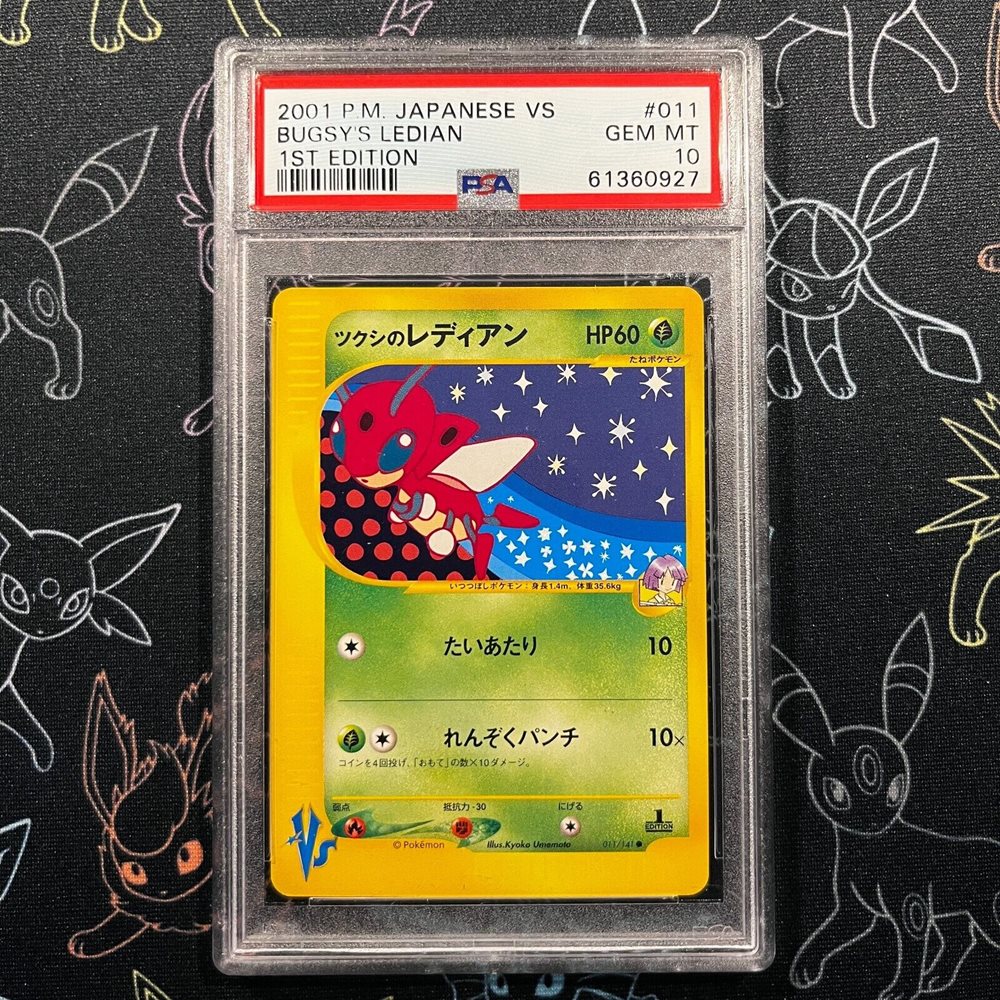 2001 P.M. JAPANESE VS #011
BUGSY'S LEDIAN GEM MT
1ST EDITION 10
PSA 61360927
ツクシのレディアン HP60
たねポケモン
いつつぼしポケモン：身長1.4m、体重35.6kg
たいあたり 10
れんぞくパンチ 10×
コインを4回投げ、「おもて」の数×10ダメージ。
弱点 抵抗力-30 にげる
1
EDITION
VS
©Pokémon Illus.Kyoko Umemoto 011/141
PSA